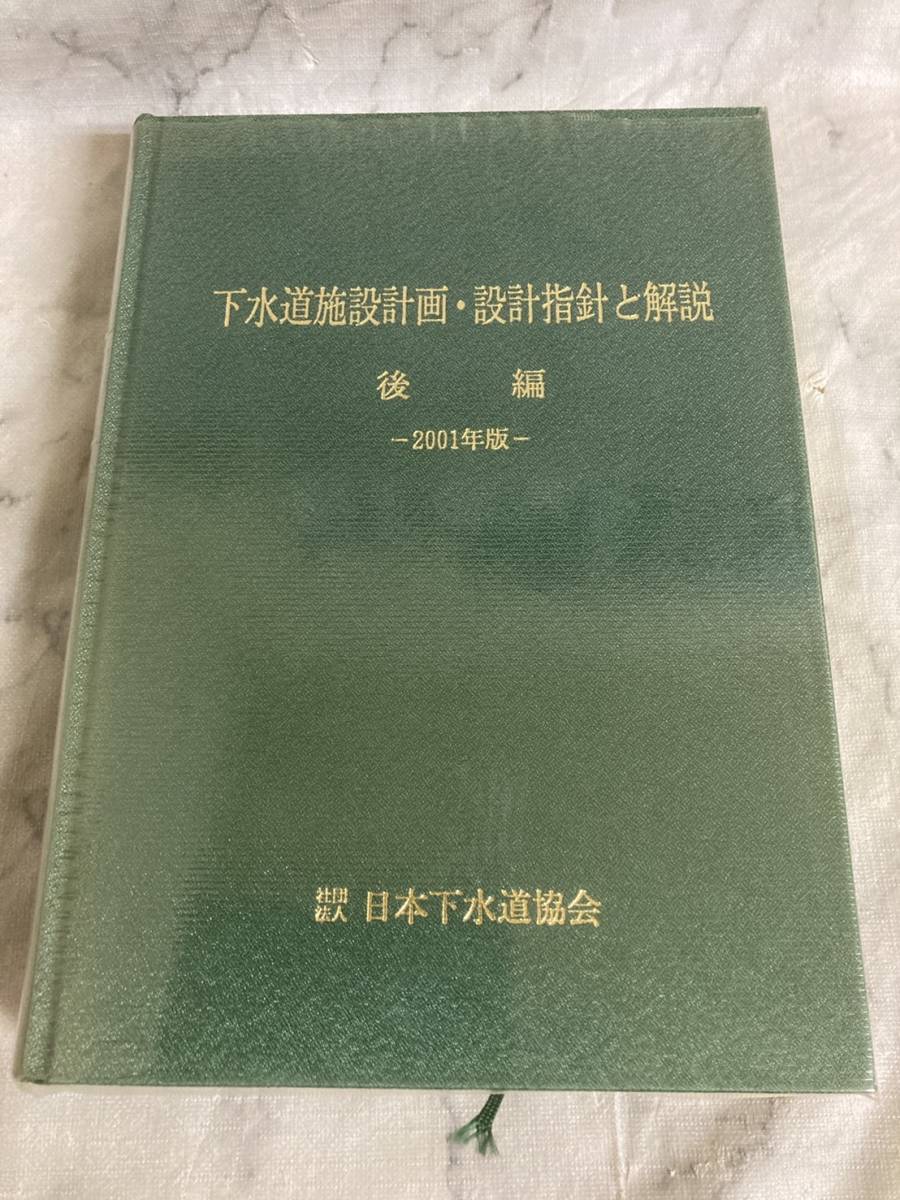 下水道施設計画・設計指針と解説
後 編
－2001年版－
社団法人 日本下水道協会